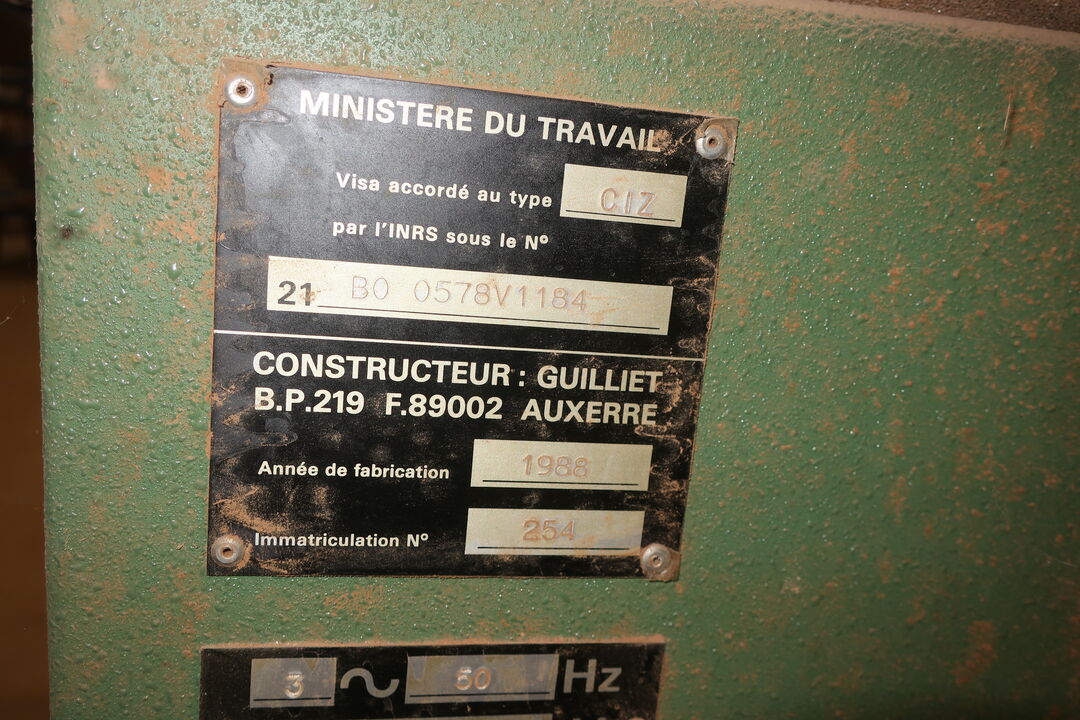 MINISTERE DU TRAVAIL
Visa accordé au type CIZ
par l'INRS sous le N°
21 BO 0578V1184
CONSTRUCTEUR : GUILLIET
B.P.219 F.89002 AUXERRE
Année de fabrication 1988
Immatriculation N° 254
3 ~ 50 Hz